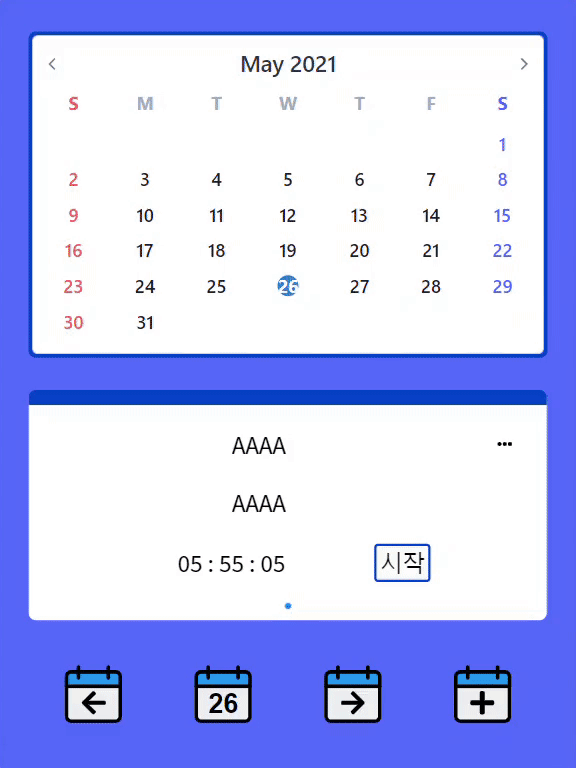 May 2021
S M T W T F S
1
2 3 4 5 6 7 8
9 10 11 12 13 14 15
16 17 18 19 20 21 22
23 24 25 26 27 28 29
30 31
AAAA
AAAA
05 : 55 : 05 시작
26